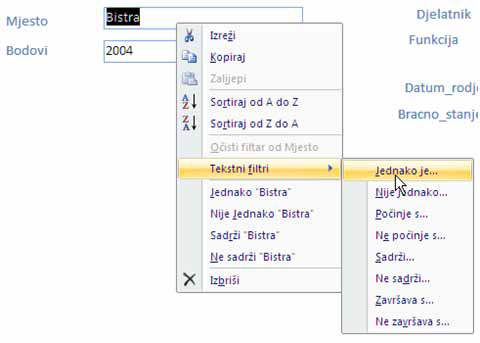 Mjesto
Bistra
Djelatnik
Bodovi
2004
Funkcija
Datum_rodje
Bracno_stanje
Izreži
Kopiraj
Zalijepi
Sortiraj od A do Z
Sortiraj od Z do A
Očisti filtar od Mjesto
Tekstni filtri
Jednako "Bistra"
Nije Jednako "Bistra"
Sadrži "Bistra"
Ne sadrži "Bistra"
Izbriši
Jednako je...
Nije Jednako...
Počinje s...
Ne počinje s...
Sadrži...
Ne sadrži...
Završava s...
Ne završava s...